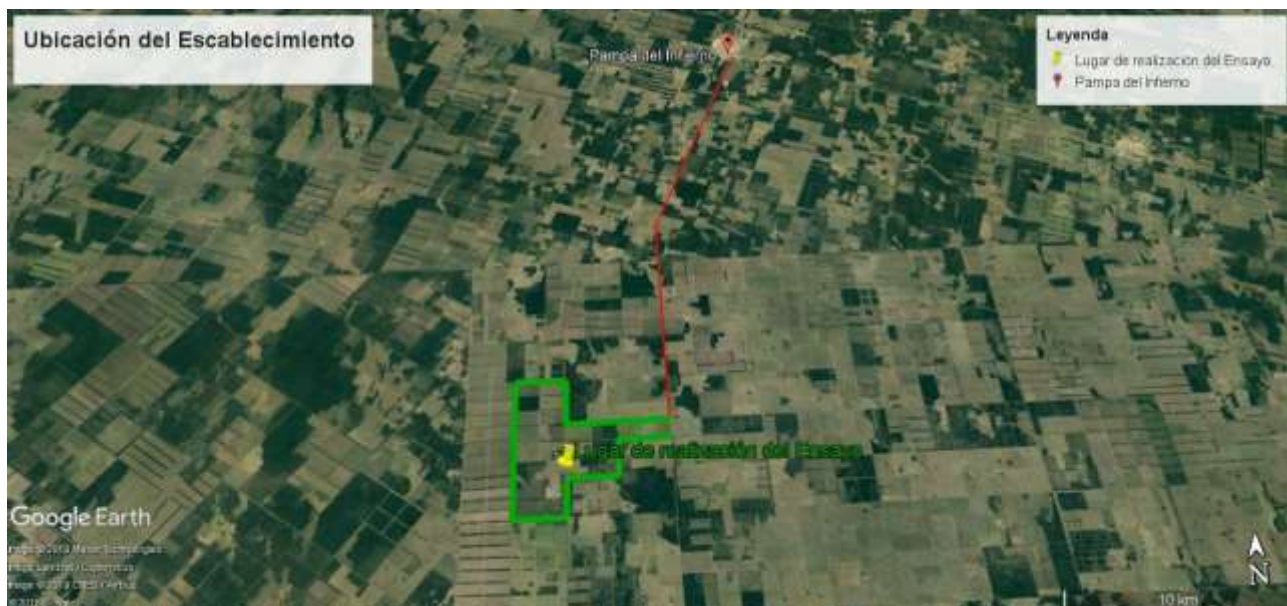 Ubicación del Escablecimiento
Leyenda
Lugar de realización del Ensayo
Pampa del Infierno
Pampa del Infierno
Lugar de realización del Ensayo
Google Earth
N
10 km